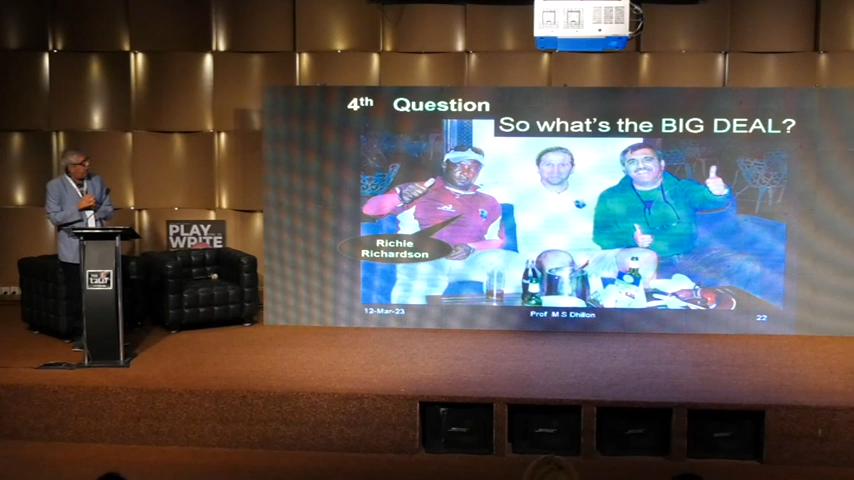 4th Question
So what's the BIG DEAL?
Richie
Richardson
12-Mar-23
Prof M S Dhillon
22
PLAY
WRITE